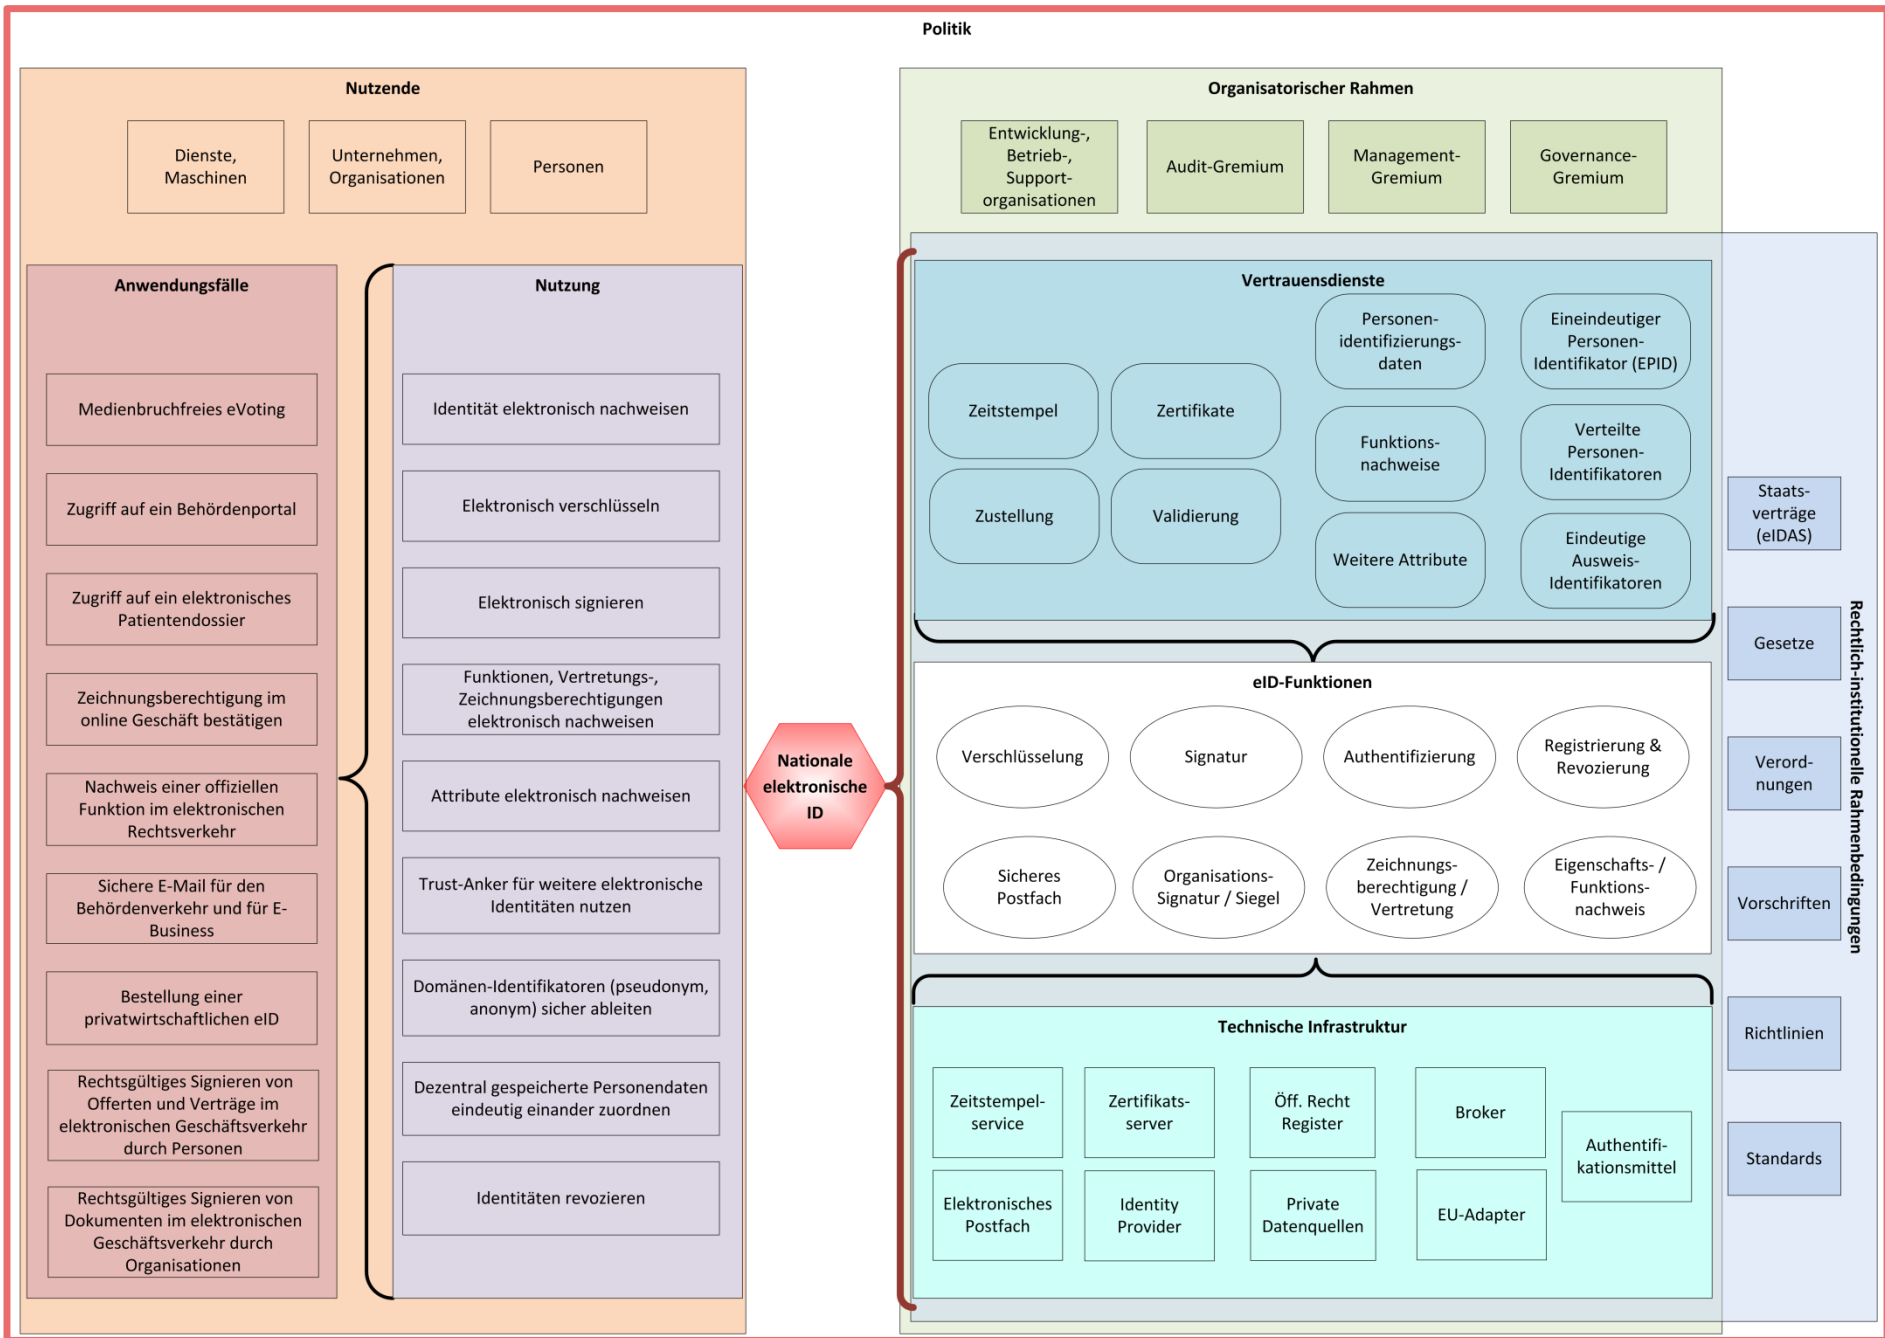 Politik
Nutzende
Dienste,
Maschinen
Unternehmen,
Organisationen
Personen
Anwendungsfälle
Medienbruchfreies eVoting
Zugriff auf ein Behördenportal
Zugriff auf ein elektronisches
Patientendossier
Zeichnungsberechtigung im
online Geschäft bestätigen
Nachweis einer offiziellen
Funktion im elektronischen
Rechtsverkehr
Sichere E-Mail für den
Behördenverkehr und für E-
Business
Bestellung einer
privatwirtschaftlichen eID
Rechtsgültiges Signieren von
Offerten und Verträge im
elektronischen Geschäftsverkehr
durch Personen
Rechtsgültiges Signieren von
Dokumenten im elektronischen
Geschäftsverkehr durch
Organisationen
Nutzung
Identität elektronisch nachweisen
Elektronisch verschlüsseln
Elektronisch signieren
Funktionen, Vertretungs-,
Zeichnungsberechtigungen
elektronisch nachweisen
Attribute elektronisch nachweisen
Trust-Anker für weitere elektronische
Identitäten nutzen
Domänen-Identifikatoren (pseudonym,
anonym) sicher ableiten
Dezentral gespeicherte Personendaten
eindeutig einander zuordnen
Identitäten revozieren
Nationale
elektronische
ID
Organisatorischer Rahmen
Entwicklung-,
Betrieb-,
Support-
organisationen
Audit-Gremium
Management-
Gremium
Governance-
Gremium
Vertrauensdienste
Zeitstempel
Zertifikate
Zustellung
Validierung
Personen-
identifizierungs-
daten
Funktions-
nachweise
Weitere Attribute
Eineindeutiger
Personen-
Identifikator (EPID)
Verteilte
Personen-
Identifikatoren
Eindeutige
Ausweis-
Identifikatoren
eID-Funktionen
Verschlüsselung
Signatur
Authentifizierung
Registrierung &
Revozierung
Sicheres
Postfach
Organisations-
Signatur / Siegel
Zeichnungs-
berechtigung /
Vertretung
Eigenschafts- /
Funktions-
nachweis
Technische Infrastruktur
Zeitstempel-
service
Zertifikats-
server
Öff. Recht
Register
Broker
Authentifi-
kationsmittel
Elektronisches
Postfach
Identity
Provider
Private
Datenquellen
EU-Adapter
Staats-
verträge
(eIDAS)
Gesetze
Verord-
nungen
Vorschriften
Richtlinien
Standards
Rechtlich-institutionelle Rahmenbedingungen